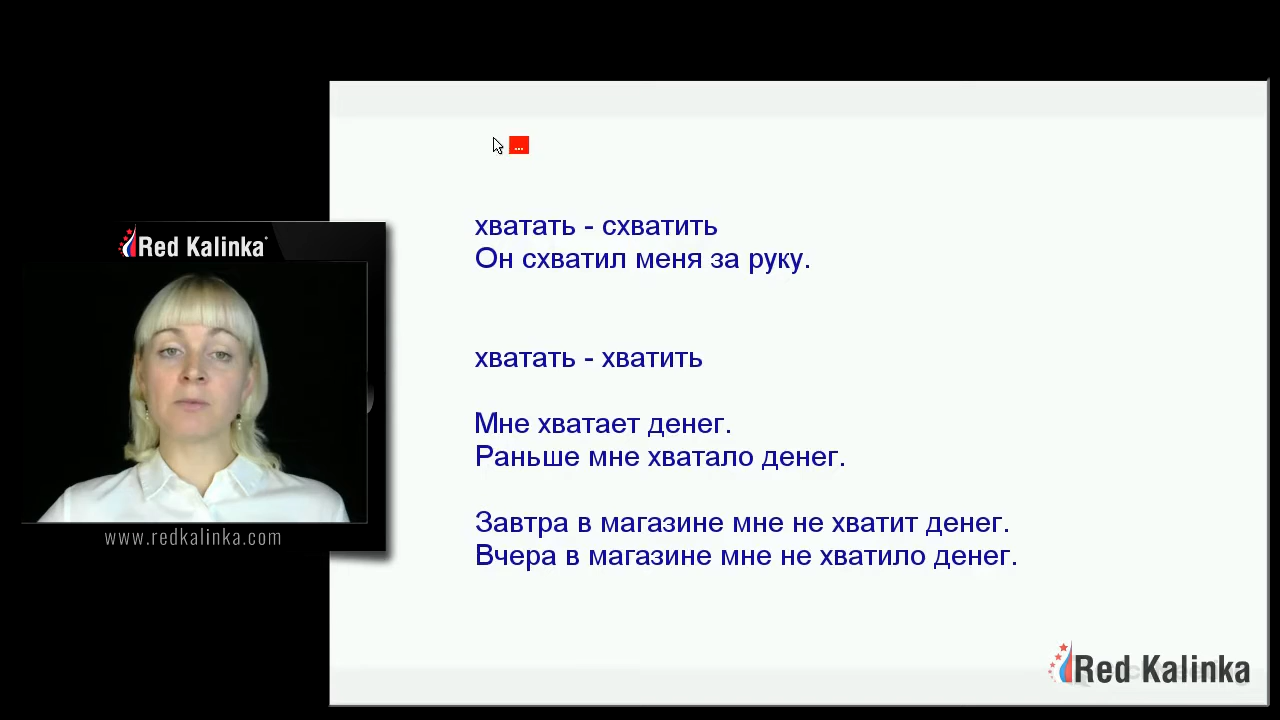 ...
хватать - схватить
Он схватил меня за руку.
хватать - хватить
Мне хватает денег.
Раньше мне хватало денег.
Завтра в магазине мне не хватит денег.
Вчера в магазине мне не хватило денег.
Red Kalinka
www.redkalinka.com
Red Kalinka